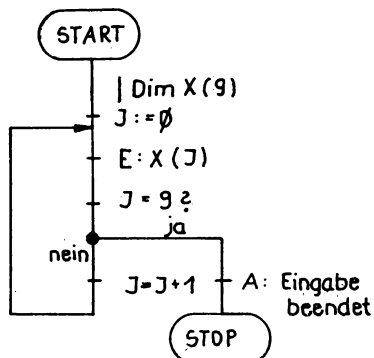 START
| Dim X(9)
J:=Ø
E: X(J)
J=9?
ja
nein
J=J+1
A: Eingabe
beendet
STOP